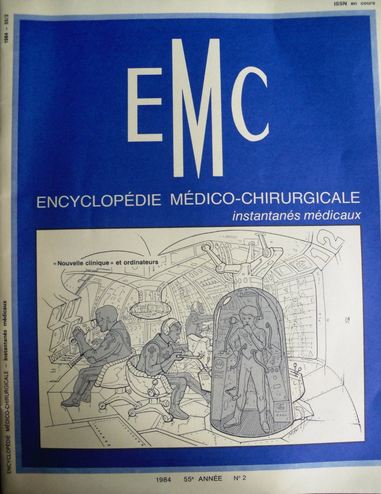 ISSN en cours
EMC
ENCYCLOPÉDIE MÉDICO-CHIRURGICALE
instantanés médicaux
« Nouvelle clinique » et ordinateurs
12
1984 55e ANNÉE N° 2
ENCYCLOPÉDIE MÉDICO-CHIRURGICALE — Instantanés médicaux